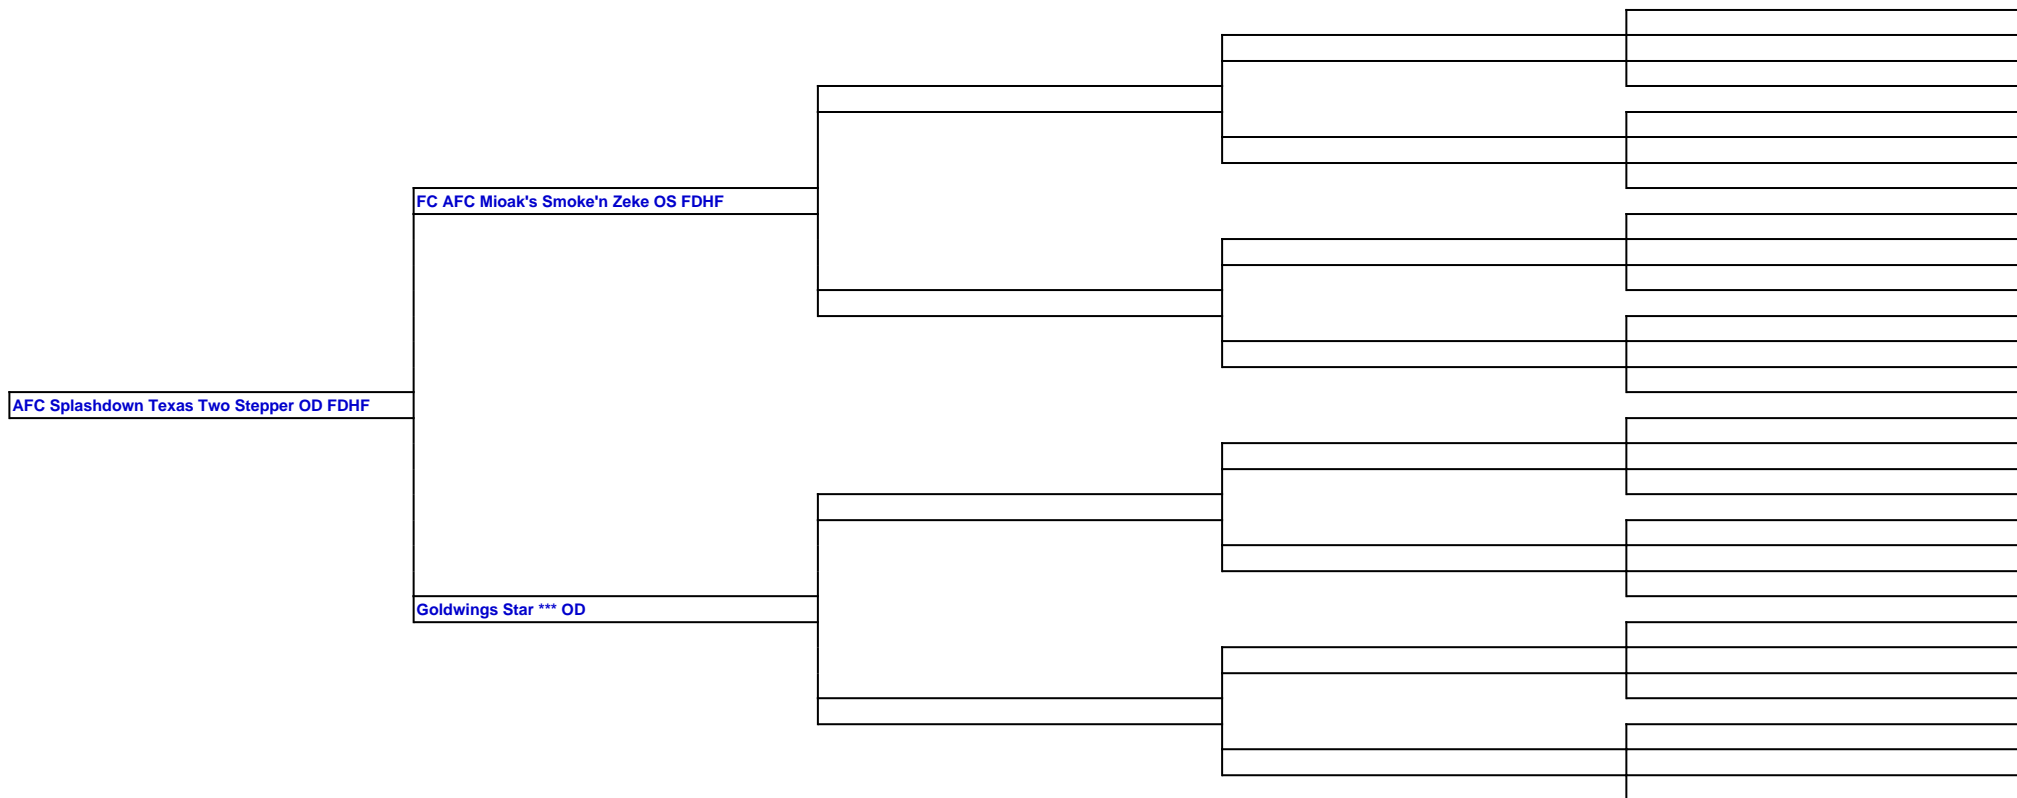 FC AFC Mioak's Smoke'n Zeke OS FDHF
AFC Splashdown Texas Two Stepper OD FDHF
Goldwings Star *** OD